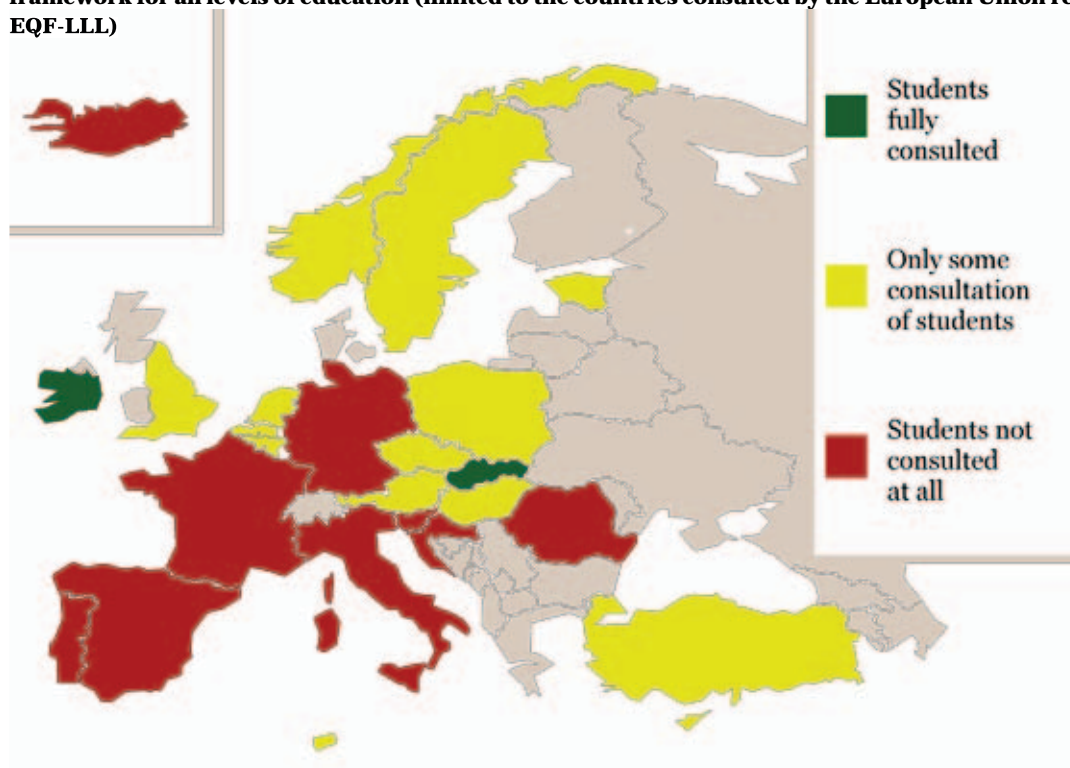 framework for all levels of education (limited to the countries consulted by the European Union
EQF-LLL)
Students
fully
consulted
Only some
consultation
of students
Students not
consulted
at all